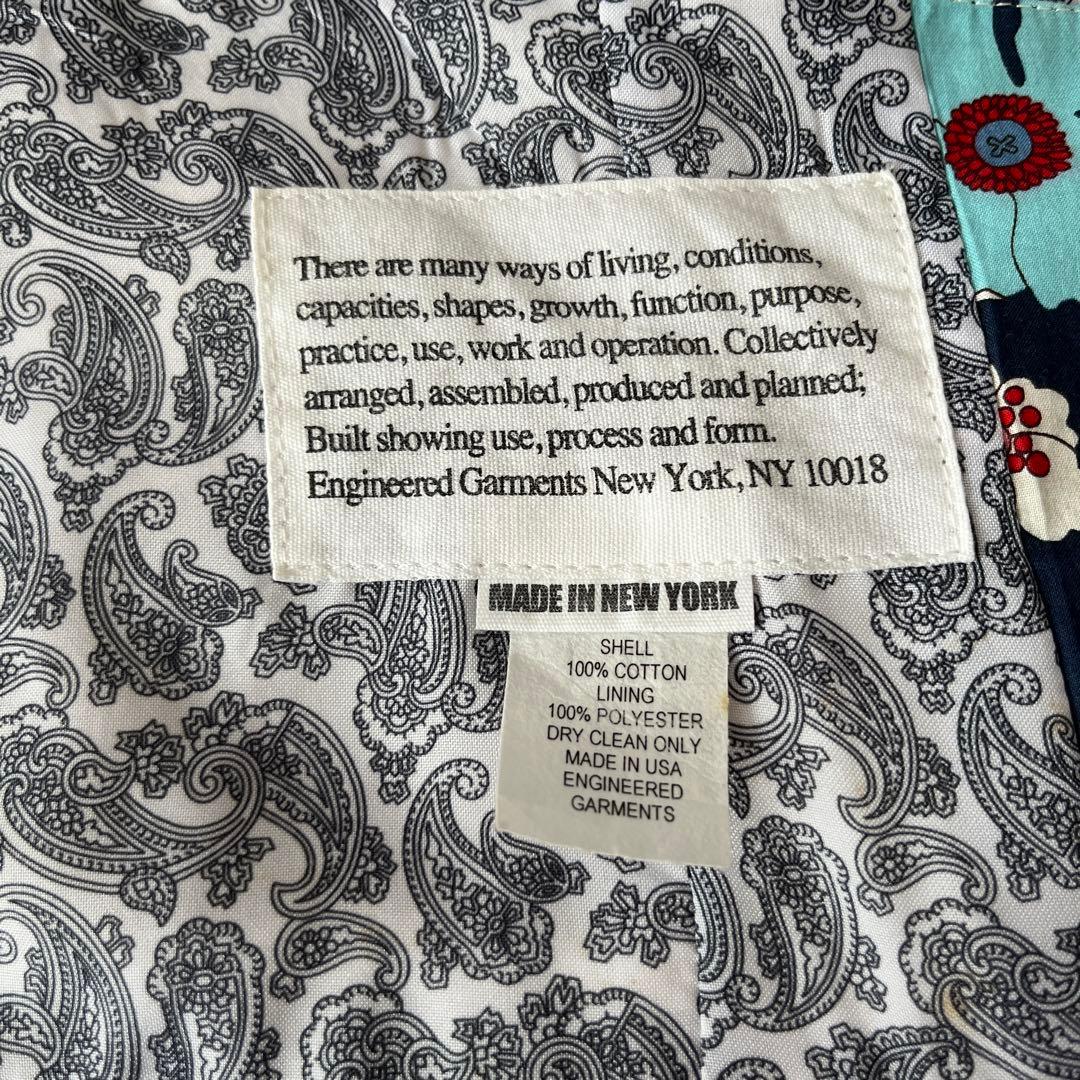 There are many ways of living, conditions,
capacities, shapes, growth, function, purpose,
practice, use, work and operation. Collectively
arranged, assembled, produced and planned;
Built showing use, process and form.
Engineered Garments New York, NY 10018
MADE IN NEW YORK
SHELL
100% COTTON
LINING
100% POLYESTER
DRY CLEAN ONLY
MADE IN USA
ENGINEERED
GARMENTS